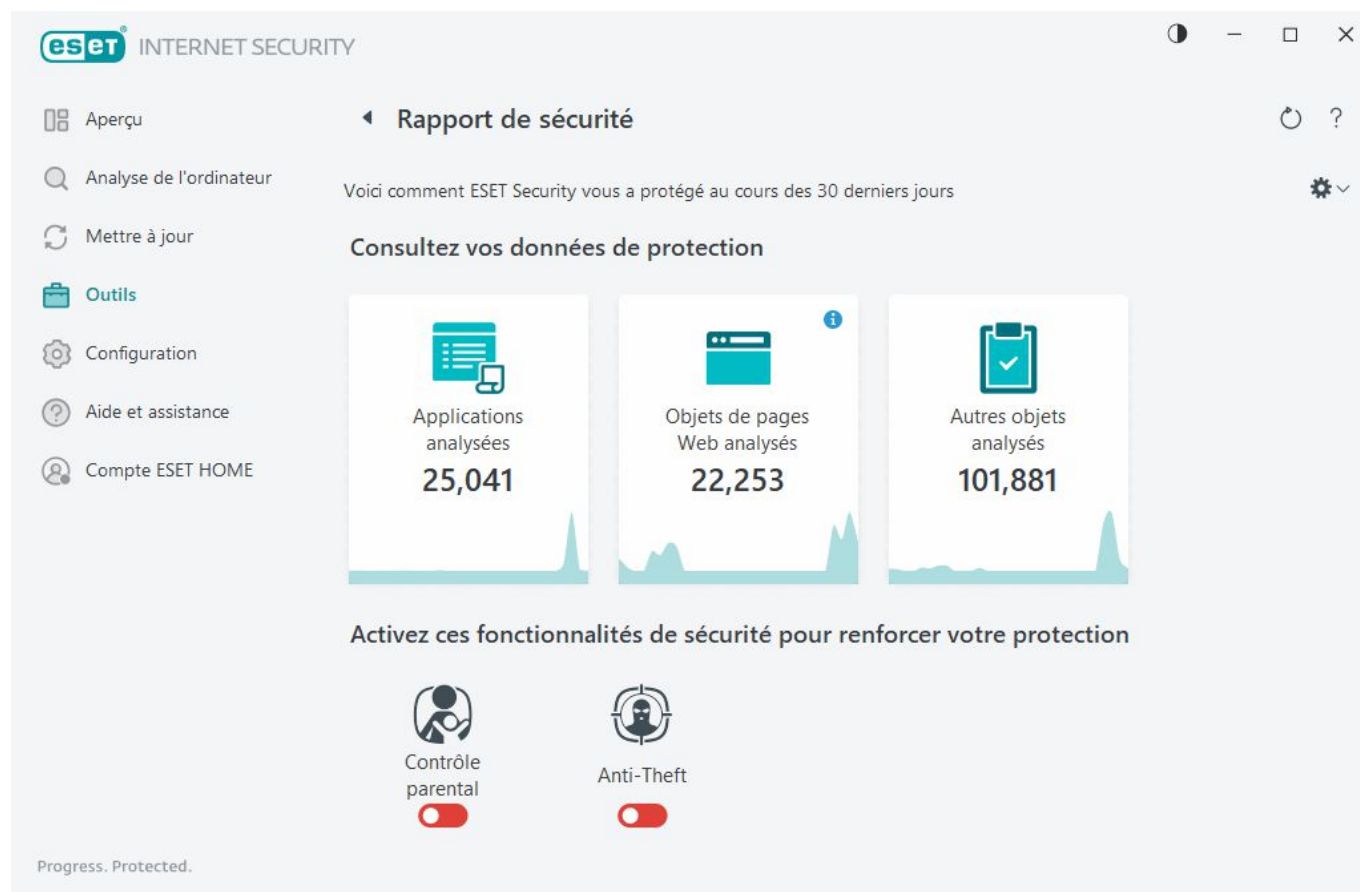 eset® INTERNET SECURITY
Aperçu
Analyse de l'ordinateur
Mettre à jour
Outils
Configuration
Aide et assistance
Compte ESET HOME
Rapport de sécurité
?
Voici comment ESET Security vous a protégé au cours des 30 derniers jours
Consultez vos données de protection
Applications
analysées
25,041
Objets de pages
Web analysés
22,253
Autres objets
analysés
101,881
Activez ces fonctionnalités de sécurité pour renforcer votre protection
Contrôle
parental
Anti-Theft
Progress. Protected.